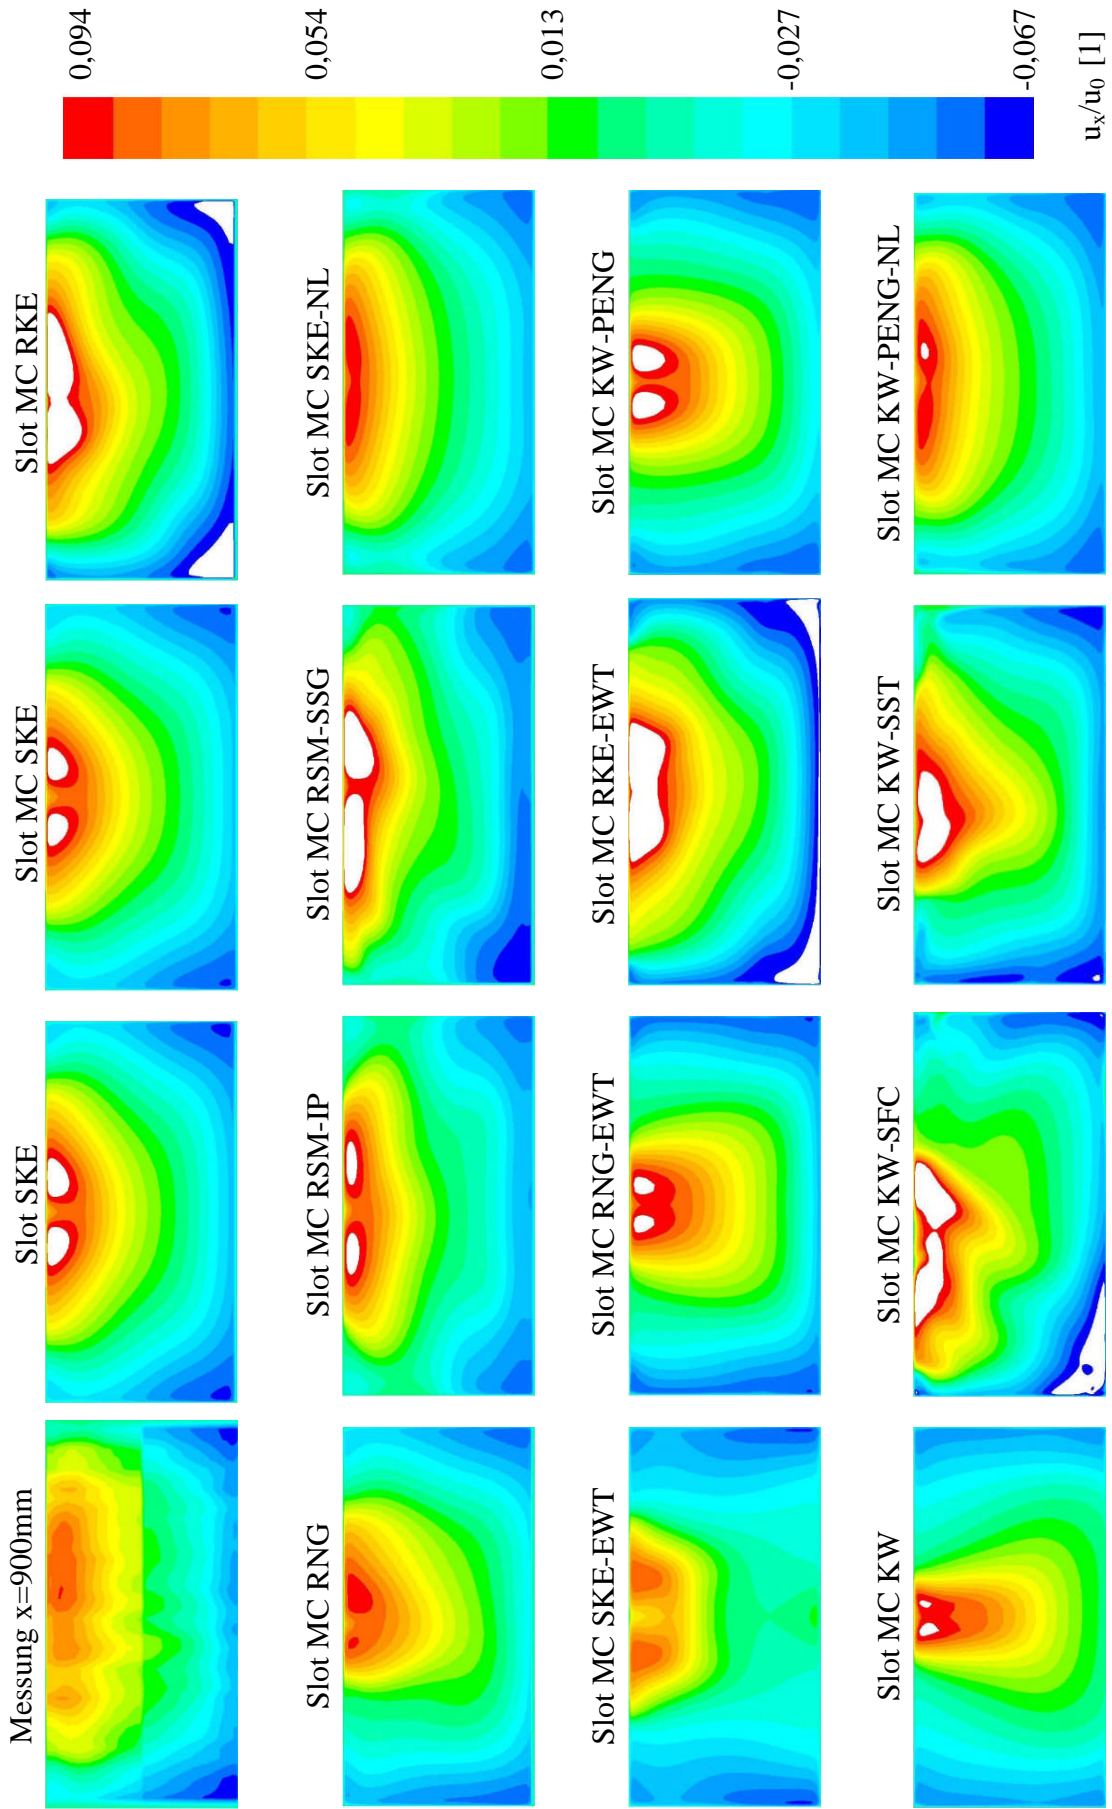 Messung x=900mm
Slot SKE
Slot MC SKE
Slot MC RKE
Slot MC RNG
Slot MC RSM-IP
Slot MC RSM-SSG
Slot MC SKE-NL
Slot MC SKE-EWT
Slot MC RNG-EWT
Slot MC RKE-EWT
Slot MC KW-PENG
Slot MC KW
Slot MC KW-SFC
Slot MC KW-SST
Slot MC KW-PENG-NL
0,094
0,054
0,013
-0,027
-0,067
uₓ/u₀ [1]